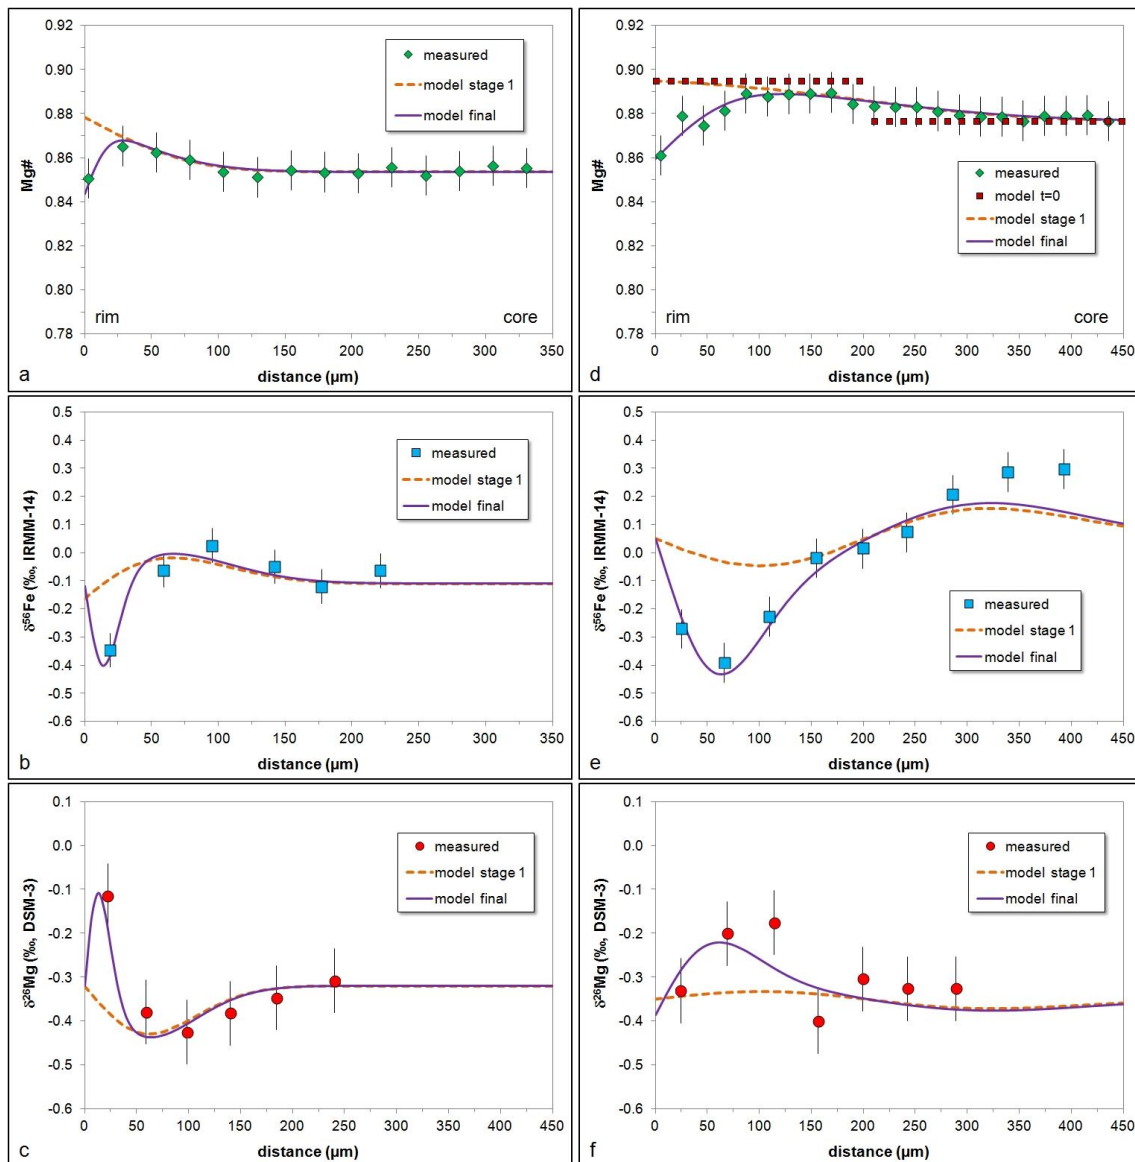 0.92
0.90
0.88
0.86
0.84
0.82
0.80
0.78
Mg#
measured
model stage 1
model final
rim
core
0 50 100 150 200 250 300 350
distance (µm)
a
0.92
0.90
0.88
0.86
0.84
0.82
0.80
0.78
Mg#
measured
model t=0
model stage 1
model final
rim
core
0 50 100 150 200 250 300 350 400 450
distance (µm)
d
0.5
0.4
0.3
0.2
0.1
0.0
-0.1
-0.2
-0.3
-0.4
-0.5
-0.6
δ⁵⁶Fe (‰, IRMM-14)
measured
model stage 1
model final
0 50 100 150 200 250 300 350
distance (µm)
b
0.5
0.4
0.3
0.2
0.1
0.0
-0.1
-0.2
-0.3
-0.4
-0.5
-0.6
δ⁵⁶Fe (‰, IRMM-14)
measured
model stage 1
model final
0 50 100 150 200 250 300 350 400 450
distance (µm)
e
0.1
0.0
-0.1
-0.2
-0.3
-0.4
-0.5
-0.6
δ²⁶Mg (‰, DSM-3)
measured
model stage 1
model final
0 50 100 150 200 250 300 350 400 450
distance (µm)
c
0.1
0.0
-0.1
-0.2
-0.3
-0.4
-0.5
-0.6
δ²⁶Mg (‰, DSM-3)
measured
model stage 1
model final
0 50 100 150 200 250 300 350 400 450
distance (µm)
f